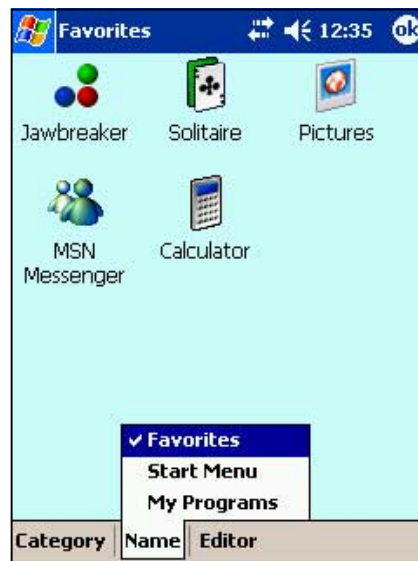 Favorites 12:35 ok
Jawbreaker Solitaire Pictures
MSN Calculator
Messenger
✓ Favorites
Start Menu
My Programs
Category Name Editor